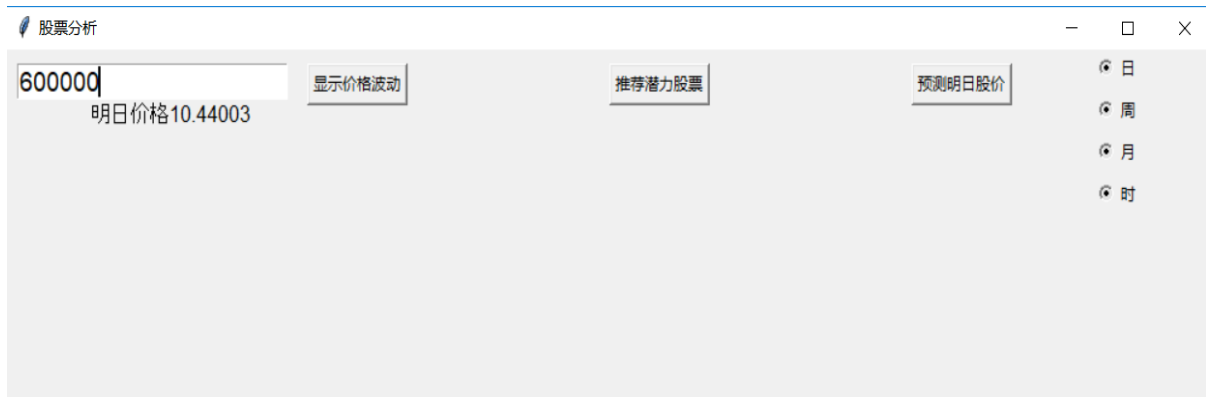 股票分析
600000
显示价格波动
推荐潜力股票
预测明日股价
日
明日价格10.44003
周
月
时